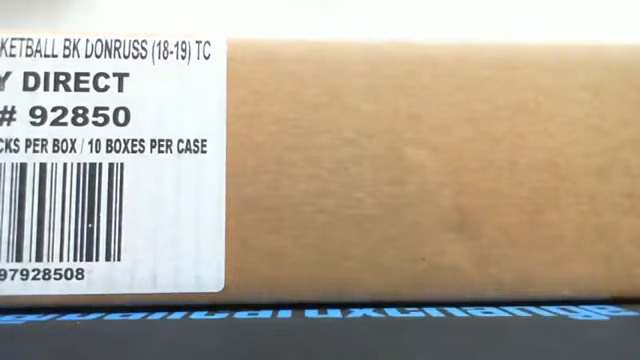 KETBALL BK DONRUSS (18-19) TC
Y DIRECT
# 92850
CKS PER BOX / 10 BOXES PER CASE
97928508